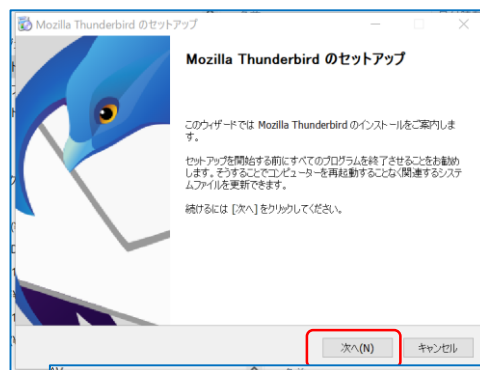 Mozilla Thunderbird のセットアップ
Mozilla Thunderbird のセットアップ
このウィザードでは Mozilla Thunderbird のインストールをご案内しま
す。
セットアップを開始する前にすべてのプログラムを終了させることをお勧め
します。そうすることでコンピューターを再起動することなく関連するシステ
ムファイルを更新できます。
続けるには [次へ] をクリックしてください。
次へ(N)
キャンセル